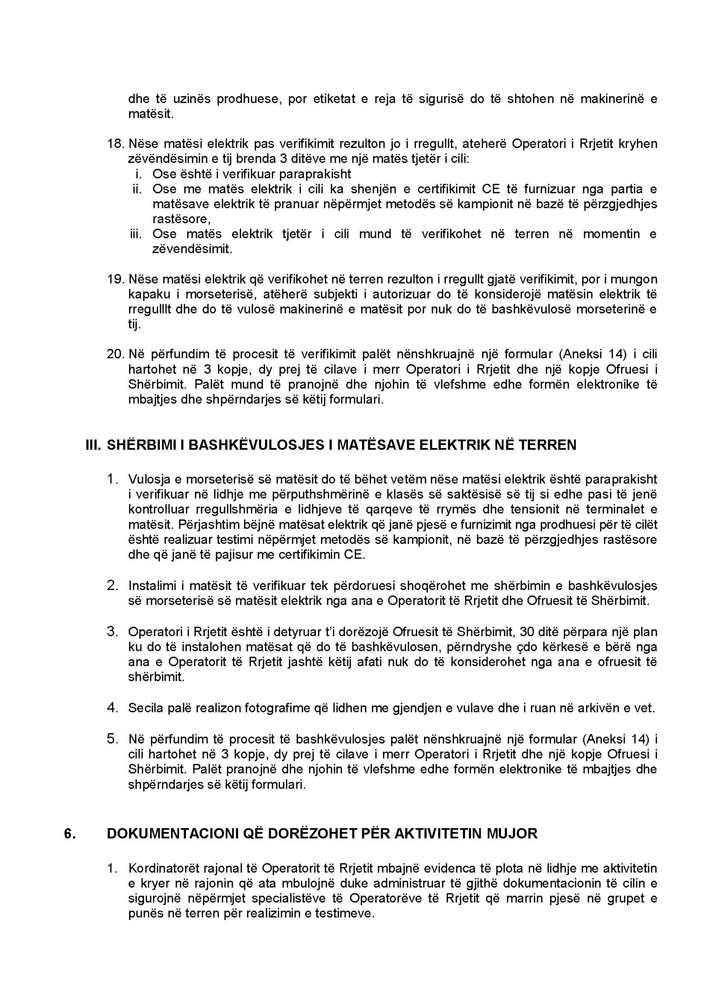 dhe të uzinës prodhuese, por etiketat e reja të sigurisë do të shtohen në makinerinë e
matësit.
18. Nëse matësi elektrik pas verifikimit rezulton jo i rregullt, ateherë Operatori i Rrjetit kryhen
zëvëndësimin e tij brenda 3 ditëve me një matës tjetër i cili:
i. Ose është i verifikuar paraprakisht
ii. Ose me matës elektrik i cili ka shenjën e certifikimit CE të furnizuar nga partia e
matësave elektrik të pranuar nëpërmjet metodës së kampionit në bazë të përzgjedhjes
rastësore,
iii. Ose matës elektrik tjetër i cili mund të verifikohet në terren në momentin e
zëvendësimit.
19. Nëse matësi elektrik që verifikohet në terren rezulton i rregullt gjatë verifikimit, por i mungon
kapaku i morseterisë, atëherë subjekti i autorizuar do të konsiderojë matësin elektrik të
rregulllt dhe do të vulosë makinerinë e matësit por nuk do të bashkëvulosë morseterinë e
tij.
20. Në përfundim të procesit të verifikimit palët nënshkruajnë një formular (Aneksi 14) i cili
hartohet në 3 kopje, dy prej të cilave i merr Operatori i Rrjetit dhe një kopje Ofruesi i
Shërbimit. Palët mund të pranojnë dhe njohin të vlefshme edhe formën elektronike të
mbajtjes dhe shpërndarjes së këtij formulari.
III. SHËRBIMI I BASHKËVULOSJES I MATËSAVE ELEKTRIK NË TERREN
1. Vulosja e morseterisë së matësit do të bëhet vetëm nëse matësi elektrik është paraprakisht
i verifikuar në lidhje me përputhshmërinë e klasës së saktësisë së tij si edhe pasi të jenë
kontrolluar rregullshmëria e lidhjeve të qarqeve të rrymës dhe tensionit në terminalet e
matësit. Përjashtim bëjnë matësat elektrik që janë pjesë e furnizimit nga prodhuesi për të cilët
është realizuar testimi nëpërmjet metodës së kampionit, në bazë të përzgjedhjes rastësore
dhe që janë të pajisur me certifikimin CE.
2. Instalimi i matësit të verifikuar tek përdoruesi shoqërohet me shërbimin e bashkëvulosjes
së morseterisë së matësit elektrik nga ana e Operatorit të Rrjetit dhe Ofruesit të Shërbimit.
3. Operatori i Rrjetit është i detyruar t’i dorëzojë Ofruesit të Shërbimit, 30 ditë përpara një plan
ku do të instalohen matësat që do të bashkëvulosen, përndryshe çdo kërkesë e bërë nga
ana e Operatorit të Rrjetit jashtë këtij afati nuk do të konsiderohet nga ana e ofruesit të
shërbimit.
4. Secila palë realizon fotografime që lidhen me gjendjen e vulave dhe i ruan në arkivën e vet.
5. Në përfundim të procesit të bashkëvulosjes palët nënshkruajnë një formular (Aneksi 14) i
cili hartohet në 3 kopje, dy prej të cilave i merr Operatori i Rrjetit dhe një kopje Ofruesi i
Shërbimit. Palët pranojnë dhe njohin të vlefshme edhe formën elektronike të mbajtjes dhe
shpërndarjes së këtij formulari.
6. DOKUMENTACIONI QË DORËZOHET PËR AKTIVITETIN MUJOR
1. Kordinatorët rajonal të Operatorit të Rrjetit mbajnë evidenca të plota në lidhje me aktivitetin
e kryer në rajonin që ata mbulojnë duke administruar të gjithë dokumentacionin të cilin e
sigurojnë nëpërmjet specialistëve të Operatorëve të Rrjetit që marrin pjesë në grupet e
punës në terren për realizimin e testimeve.